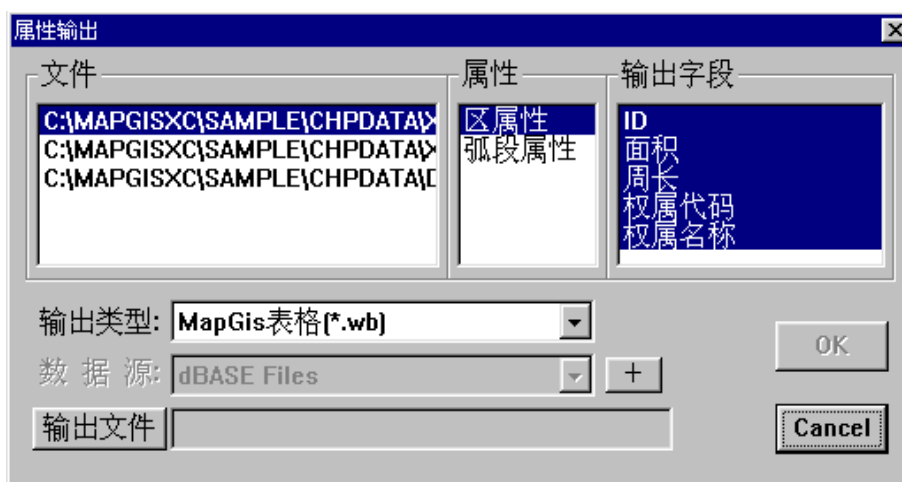 属性输出
文件
属性
输出字段
C:\MAPGISXC\SAMPLE\CHPDATA\
C:\MAPGISXC\SAMPLE\CHPDATA\
C:\MAPGISXC\SAMPLE\CHPDATA\
区属性
弧段属性
ID
面积
周长
权属代码
权属名称
输出类型: MapGis表格(*.wb)
数 据 源: dBASE Files +
输出文件
OK
Cancel